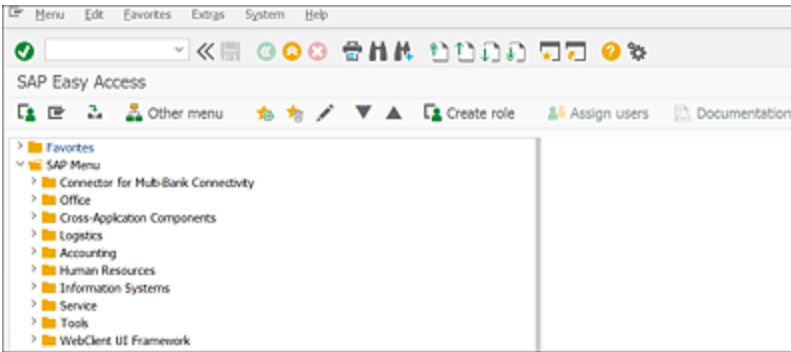 Menu Edit Favorites Extras System Help
SAP Easy Access
Other menu Create role Assign users Documentation
Favorites
SAP Menu
Connector for Multi-Bank Connectivity
Office
Cross-Application Components
Logistics
Accounting
Human Resources
Information Systems
Service
Tools
WebClient UI Framework